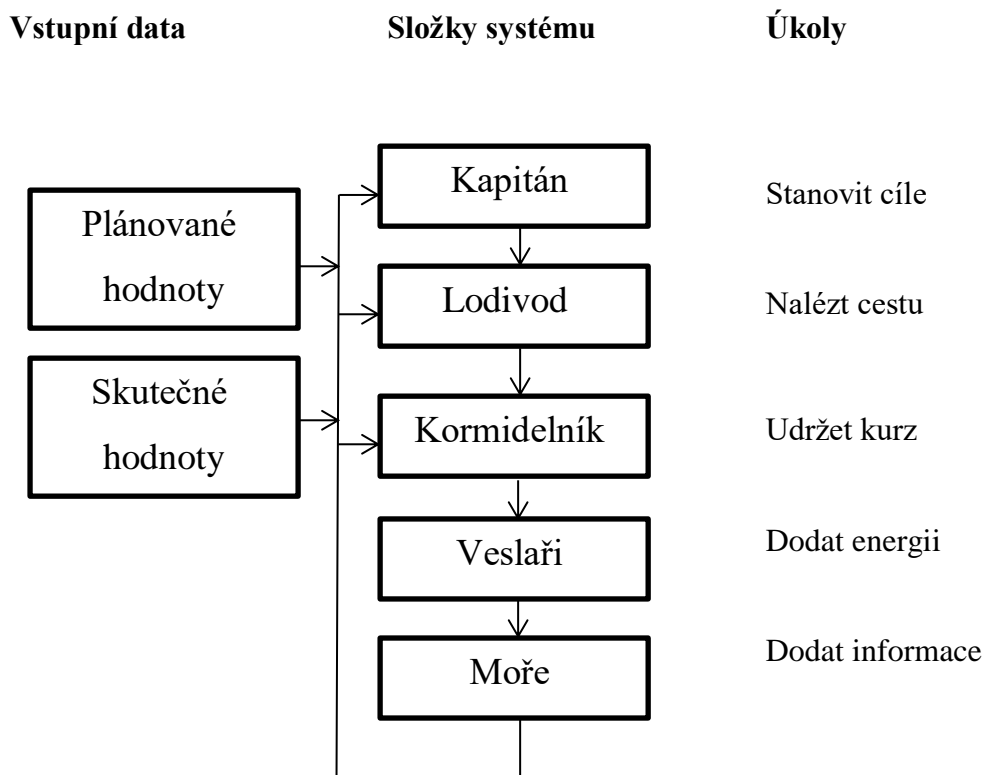 Vstupní data
Složky systému
Úkoly
Kapitán
Stanovit cíle
Plánované
hodnoty
Lodivod
Nalézt cestu
Skutečné
hodnoty
Kormidelník
Udržet kurz
Veslaři
Dodat energii
Moře
Dodat informace